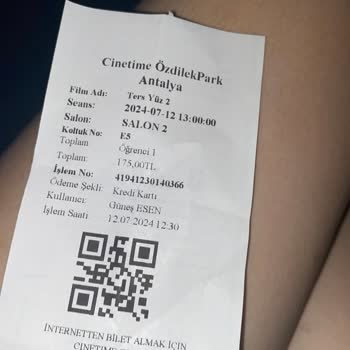 Cinetime ÖzdilekPark
Antalya
Film Adı: Ters Yüz 2
Seans: 2024-07-12 13:00:00
Salon: SALON 2
Koltuk No: E5
Toplam Öğrenci 1
Toplam: 175,00TL
İşlem No: 41941230140366
Ödeme Şekli: Kredi Kartı
Kullanıcı: Güneş ESEN
İşlem Saati 12.07.2024 12:30
İNTERNETTEN BİLET ALMAK İÇİN
CINETIME